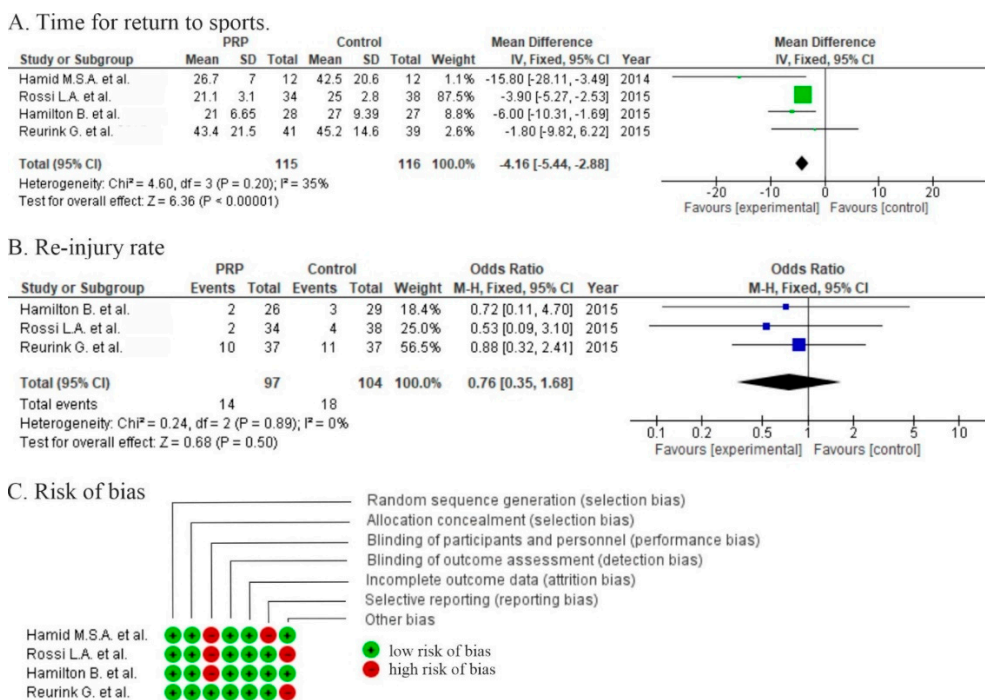 A. Time for return to sports.
PRP Control Mean Difference Mean Difference
Study or Subgroup Mean SD Total Mean SD Total Weight IV, Fixed, 95% CI Year IV, Fixed, 95% CI
Hamid M.S.A. et al. 26.7 7 12 42.5 20.6 12 1.1% -15.80 [-28.11, -3.49] 2014
Rossi L.A. et al. 21.1 3.1 34 25 2.8 38 87.5% -3.90 [-5.27, -2.53] 2015
Hamilton B. et al. 21 6.65 28 27 9.39 27 8.8% -6.00 [-10.31, -1.69] 2015
Reurink G. et al. 43.4 21.5 41 45.2 14.6 39 2.6% -1.80 [-9.82, 6.22] 2015
Total (95% CI) 115 116 100.0% -4.16 [-5.44, -2.88]
Heterogeneity: Chi² = 4.60, df = 3 (P = 0.20); I² = 35%
Test for overall effect: Z = 6.36 (P < 0.00001)
-20 -10 0 10 20
Favours [experimental] Favours [control]
B. Re-injury rate
PRP Control Odds Ratio Odds Ratio
Study or Subgroup Events Total Events Total Weight M-H, Fixed, 95% CI Year M-H, Fixed, 95% CI
Hamilton B. et al. 2 26 3 29 18.4% 0.72 [0.11, 4.70] 2015
Rossi L.A. et al. 2 34 4 38 25.0% 0.53 [0.09, 3.10] 2015
Reurink G. et al. 10 37 11 37 56.5% 0.88 [0.32, 2.41] 2015
Total (95% CI) 97 104 100.0% 0.76 [0.35, 1.68]
Total events 14 18
Heterogeneity: Chi² = 0.24, df = 2 (P = 0.89); I² = 0%
Test for overall effect: Z = 0.68 (P = 0.50)
0.1 0.2 0.5 1 2 5 10
Favours [experimental] Favours [control]
C. Risk of bias
Random sequence generation (selection bias)
Allocation concealment (selection bias)
Blinding of participants and personnel (performance bias)
Blinding of outcome assessment (detection bias)
Incomplete outcome data (attrition bias)
Selective reporting (reporting bias)
Other bias
Hamid M.S.A. et al. + + - + + - +
Rossi L.A. et al. + + - + + + -
Hamilton B. et al. + + - + + + +
Reurink G. et al. + + + + + + -
+ low risk of bias
- high risk of bias